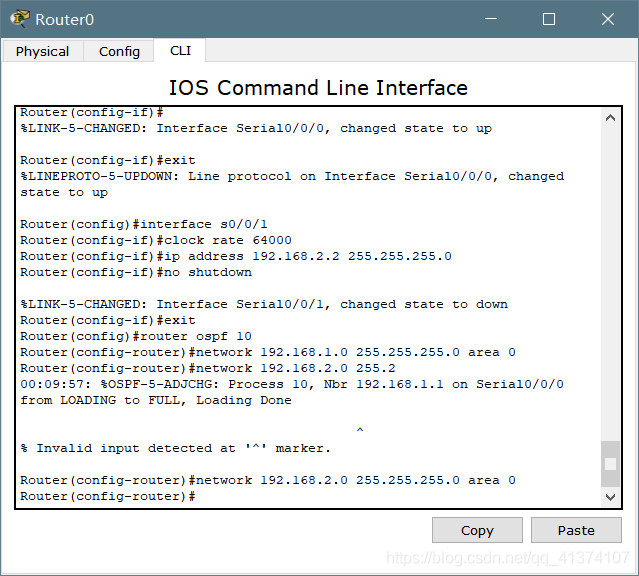 Router0
Physical Config CLI
IOS Command Line Interface
Router(config-if)#
%LINK-5-CHANGED: Interface Serial0/0/0, changed state to up
Router(config-if)#exit
%LINEPROTO-5-UPDOWN: Line protocol on Interface Serial0/0/0, changed
state to up
Router(config)#interface s0/0/1
Router(config-if)#clock rate 64000
Router(config-if)#ip address 192.168.2.2 255.255.255.0
Router(config-if)#no shutdown
%LINK-5-CHANGED: Interface Serial0/0/1, changed state to down
Router(config-if)#exit
Router(config)#router ospf 10
Router(config-router)#network 192.168.1.0 255.255.255.0 area 0
Router(config-router)#network 192.168.2.0 255.2
00:09:57: %OSPF-5-ADJCHG: Process 10, Nbr 192.168.1.1 on Serial0/0/0
from LOADING to FULL, Loading Done
^
% Invalid input detected at '^' marker.
Router(config-router)#network 192.168.2.0 255.255.255.0 area 0
Router(config-router)#
Copy Paste
https://blog.csdn.net/qq_41374107